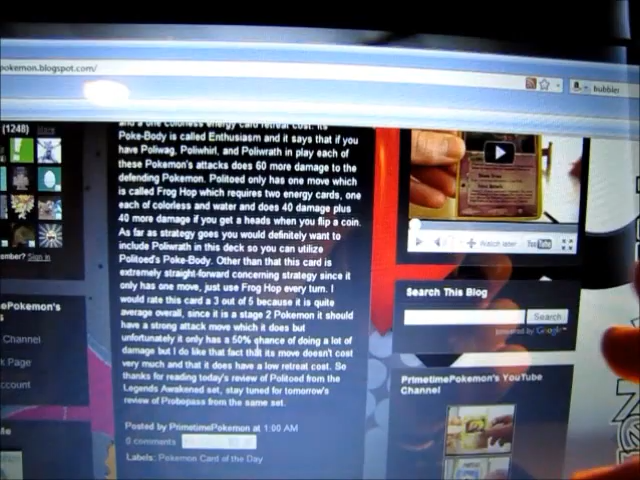 pokemon.blogspot.com/
bubbler
(1248)
and a one colorless energy card retreat cost. Its
Poke-Body is called Enthusiasm and it says that if you
have Poliwag, Poliwhirl, and Poliwrath in play each of
these Pokemon's attacks does 60 more damage to the
defending Pokemon. Politoed only has one move which
is called Frog Hop which requires two energy cards, one
each of colorless and water and does 40 damage plus
40 more damage if you get a heads when you flip a coin.
As far as strategy goes you would definitely want to
include Poliwrath in this deck so you can utilize
Politoed's Poke-Body. Other than that this card is
extremely straight-forward concerning strategy since it
only has one move, just use Frog Hop every turn. I
would rate this card a 3 out of 5 because it is quite
average overall, since it is a stage 2 Pokemon it should
have a strong attack move which it does but
unfortunately it only has a 50% chance of doing a lot of
damage but I do like that fact that its move doesn't cost
very much and that it does have a low retreat cost. So
thanks for reading today's review of Politoed from the
Legends Awakened set, stay tuned for tomorrow's
review of Probopass from the same set.
Posted by PrimetimePokemon at 1:00 AM
0 comments
Labels: Pokemon Card of the Day
mber? Sign in
mePokemon's
Channel
k Page
ccount
Me
Watch later
YouTube
Search This Blog
Search
powered by Google™
PrimetimePokemon's YouTube
Channel